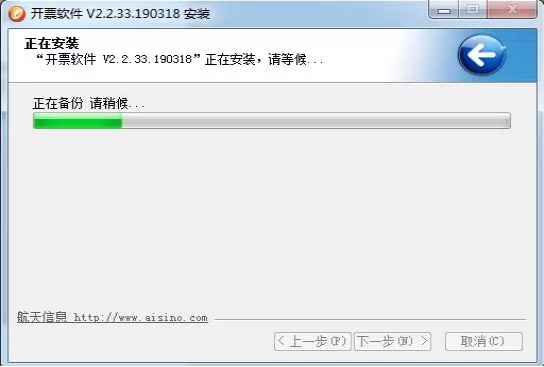 开票软件 V2.2.33.190318 安装
正在安装
“开票软件 V2.2.33.190318”正在安装，请等候...
正在备份 请稍候...
航天信息 http://www.aisino.com
< 上一步(P) 下一步(N) > 取消(C)